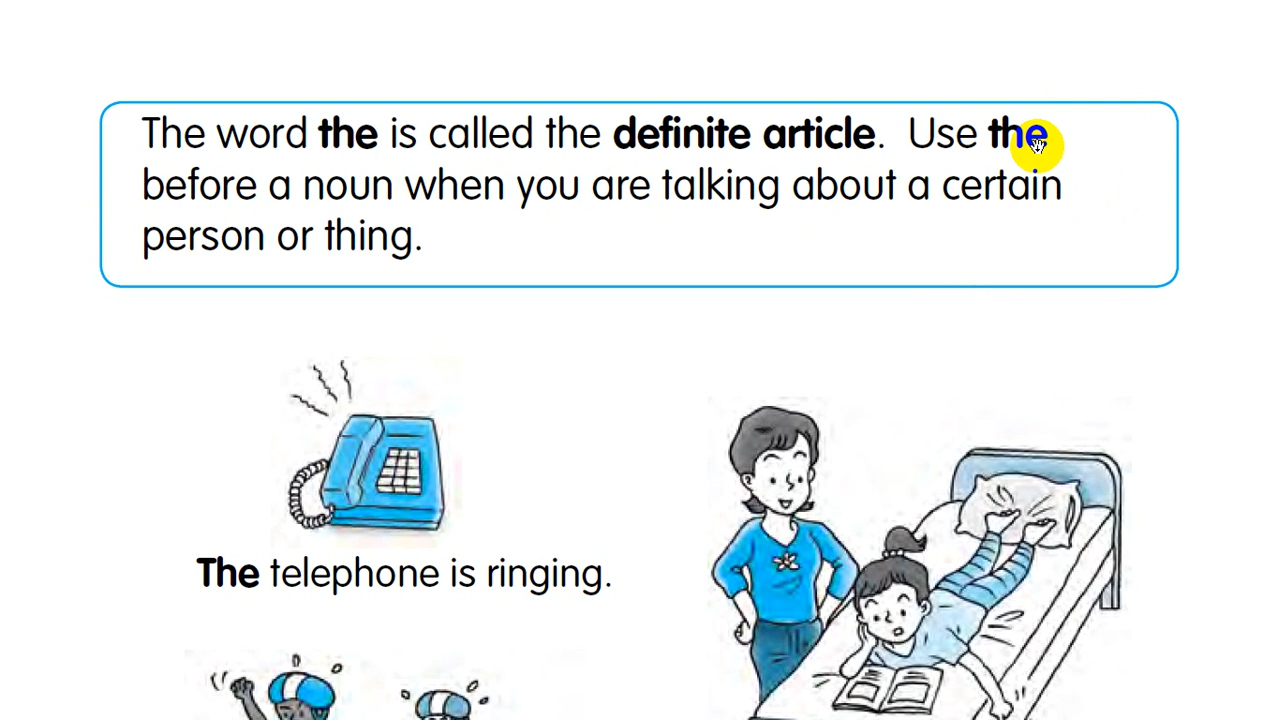 The word the is called the definite article. Use the
before a noun when you are talking about a certain
person or thing.
The telephone is ringing.